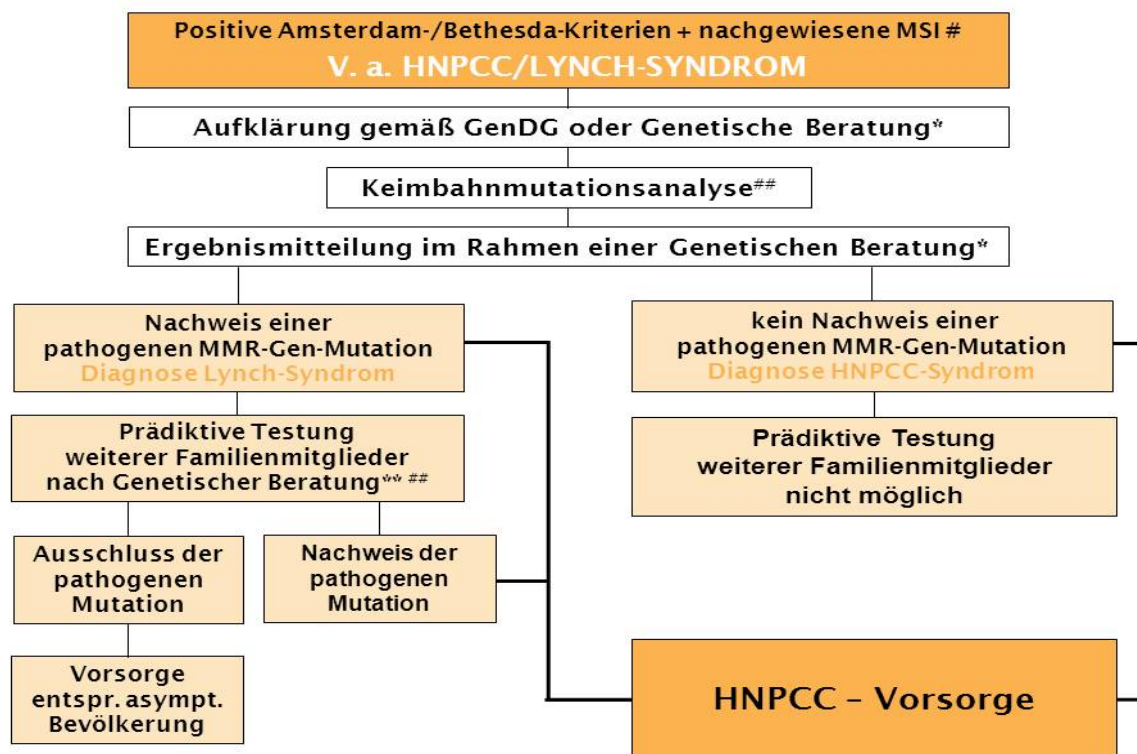 Positive Amsterdam-/Bethesda-Kriterien + nachgewiesene MSI #
V. a. HNPCC/LYNCH-SYNDROM
Aufklärung gemäß GenDG oder Genetische Beratung*
Keimbahnmutationsanalyse##
Ergebnismitteilung im Rahmen einer Genetischen Beratung*
Nachweis einer
pathogenen MMR-Gen-Mutation
Diagnose Lynch-Syndrom
kein Nachweis einer
pathogenen MMR-Gen-Mutation
Diagnose HNPCC-Syndrom
Prädiktive Testung
weiterer Familienmitglieder
nach Genetischer Beratung** ##
Prädiktive Testung
weiterer Familienmitglieder
nicht möglich
Ausschluss der
pathogenen
Mutation
Nachweis der
pathogenen
Mutation
Vorsorge
entspr. asympt.
Bevölkerung
HNPCC – Vorsorge